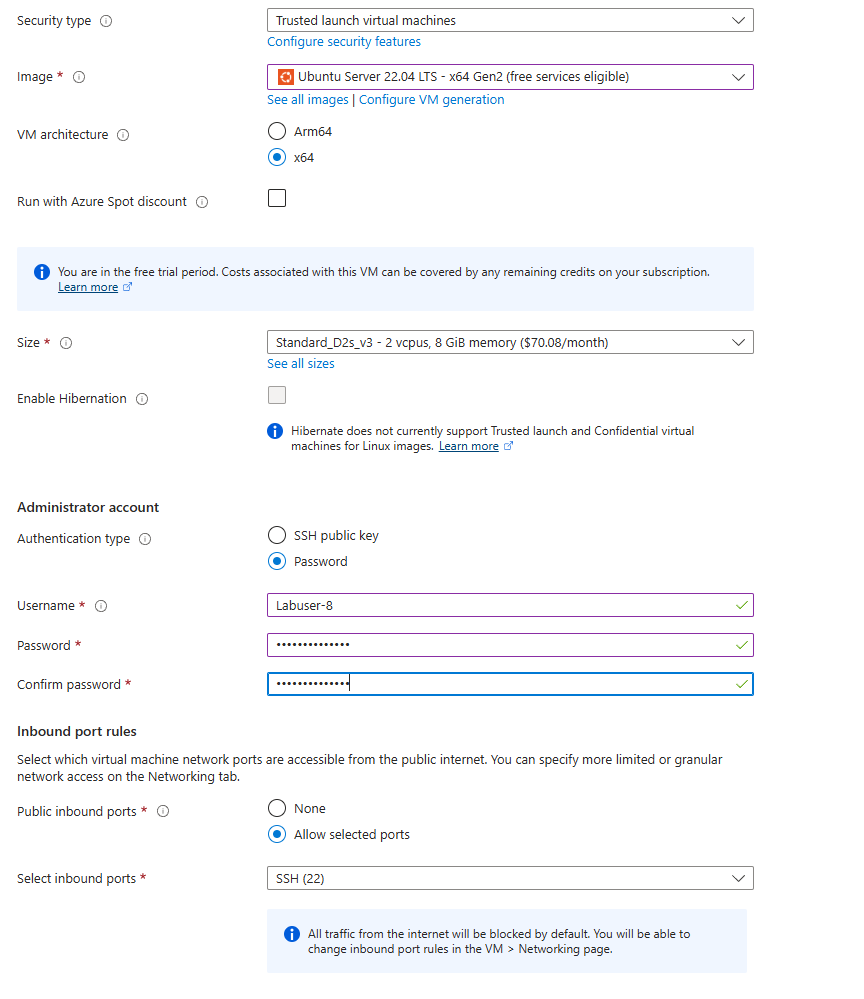 Security type
Trusted launch virtual machines
Configure security features
Image *
Ubuntu Server 22.04 LTS - x64 Gen2 (free services eligible)
See all images | Configure VM generation
VM architecture
Arm64
x64
Run with Azure Spot discount
You are in the free trial period. Costs associated with this VM can be covered by any remaining credits on your subscription.
Learn more
Size *
Standard_D2s_v3 - 2 vcpus, 8 GiB memory ($70.08/month)
See all sizes
Enable Hibernation
Hibernate does not currently support Trusted launch and Confidential virtual
machines for Linux images. Learn more
Administrator account
Authentication type
SSH public key
Password
Username *
Labuser-8
Password *
••••••••••••••
Confirm password *
••••••••••••••
Inbound port rules
Select which virtual machine network ports are accessible from the public internet. You can specify more limited or granular
network access on the Networking tab.
Public inbound ports *
None
Allow selected ports
Select inbound ports *
SSH (22)
All traffic from the internet will be blocked by default. You will be able to
change inbound port rules in the VM > Networking page.